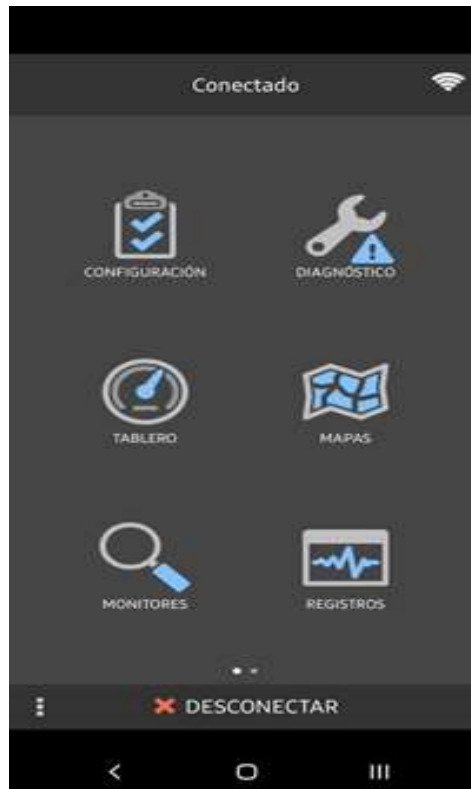 Conectado
CONFIGURACIÓN
DIAGNÓSTICO
TABLERO
MAPAS
MONITORES
REGISTROS
DESCONECTAR